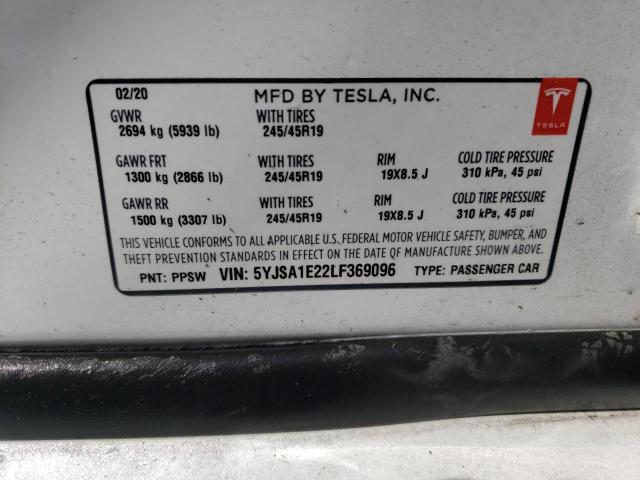 02/20 MFD BY TESLA, INC.
GVWR WITH TIRES
2694 kg (5939 lb) 245/45R19
TESLA
GAWR FRT WITH TIRES RIM COLD TIRE PRESSURE
1300 kg (2866 lb) 245/45R19 19X8.5 J 310 kPa, 45 psi
GAWR RR WITH TIRES RIM COLD TIRE PRESSURE
1500 kg (3307 lb) 245/45R19 19X8.5 J 310 kPa, 45 psi
THIS VEHICLE CONFORMS TO ALL APPLICABLE U.S. FEDERAL MOTOR VEHICLE SAFETY, BUMPER, AND
THEFT PREVENTION STANDARDS IN EFFECT ON THE DATE OF MANUFACTURE SHOWN ABOVE.
PNT: PPSW VIN: 5YJSA1E22LF369096 TYPE: PASSENGER CAR